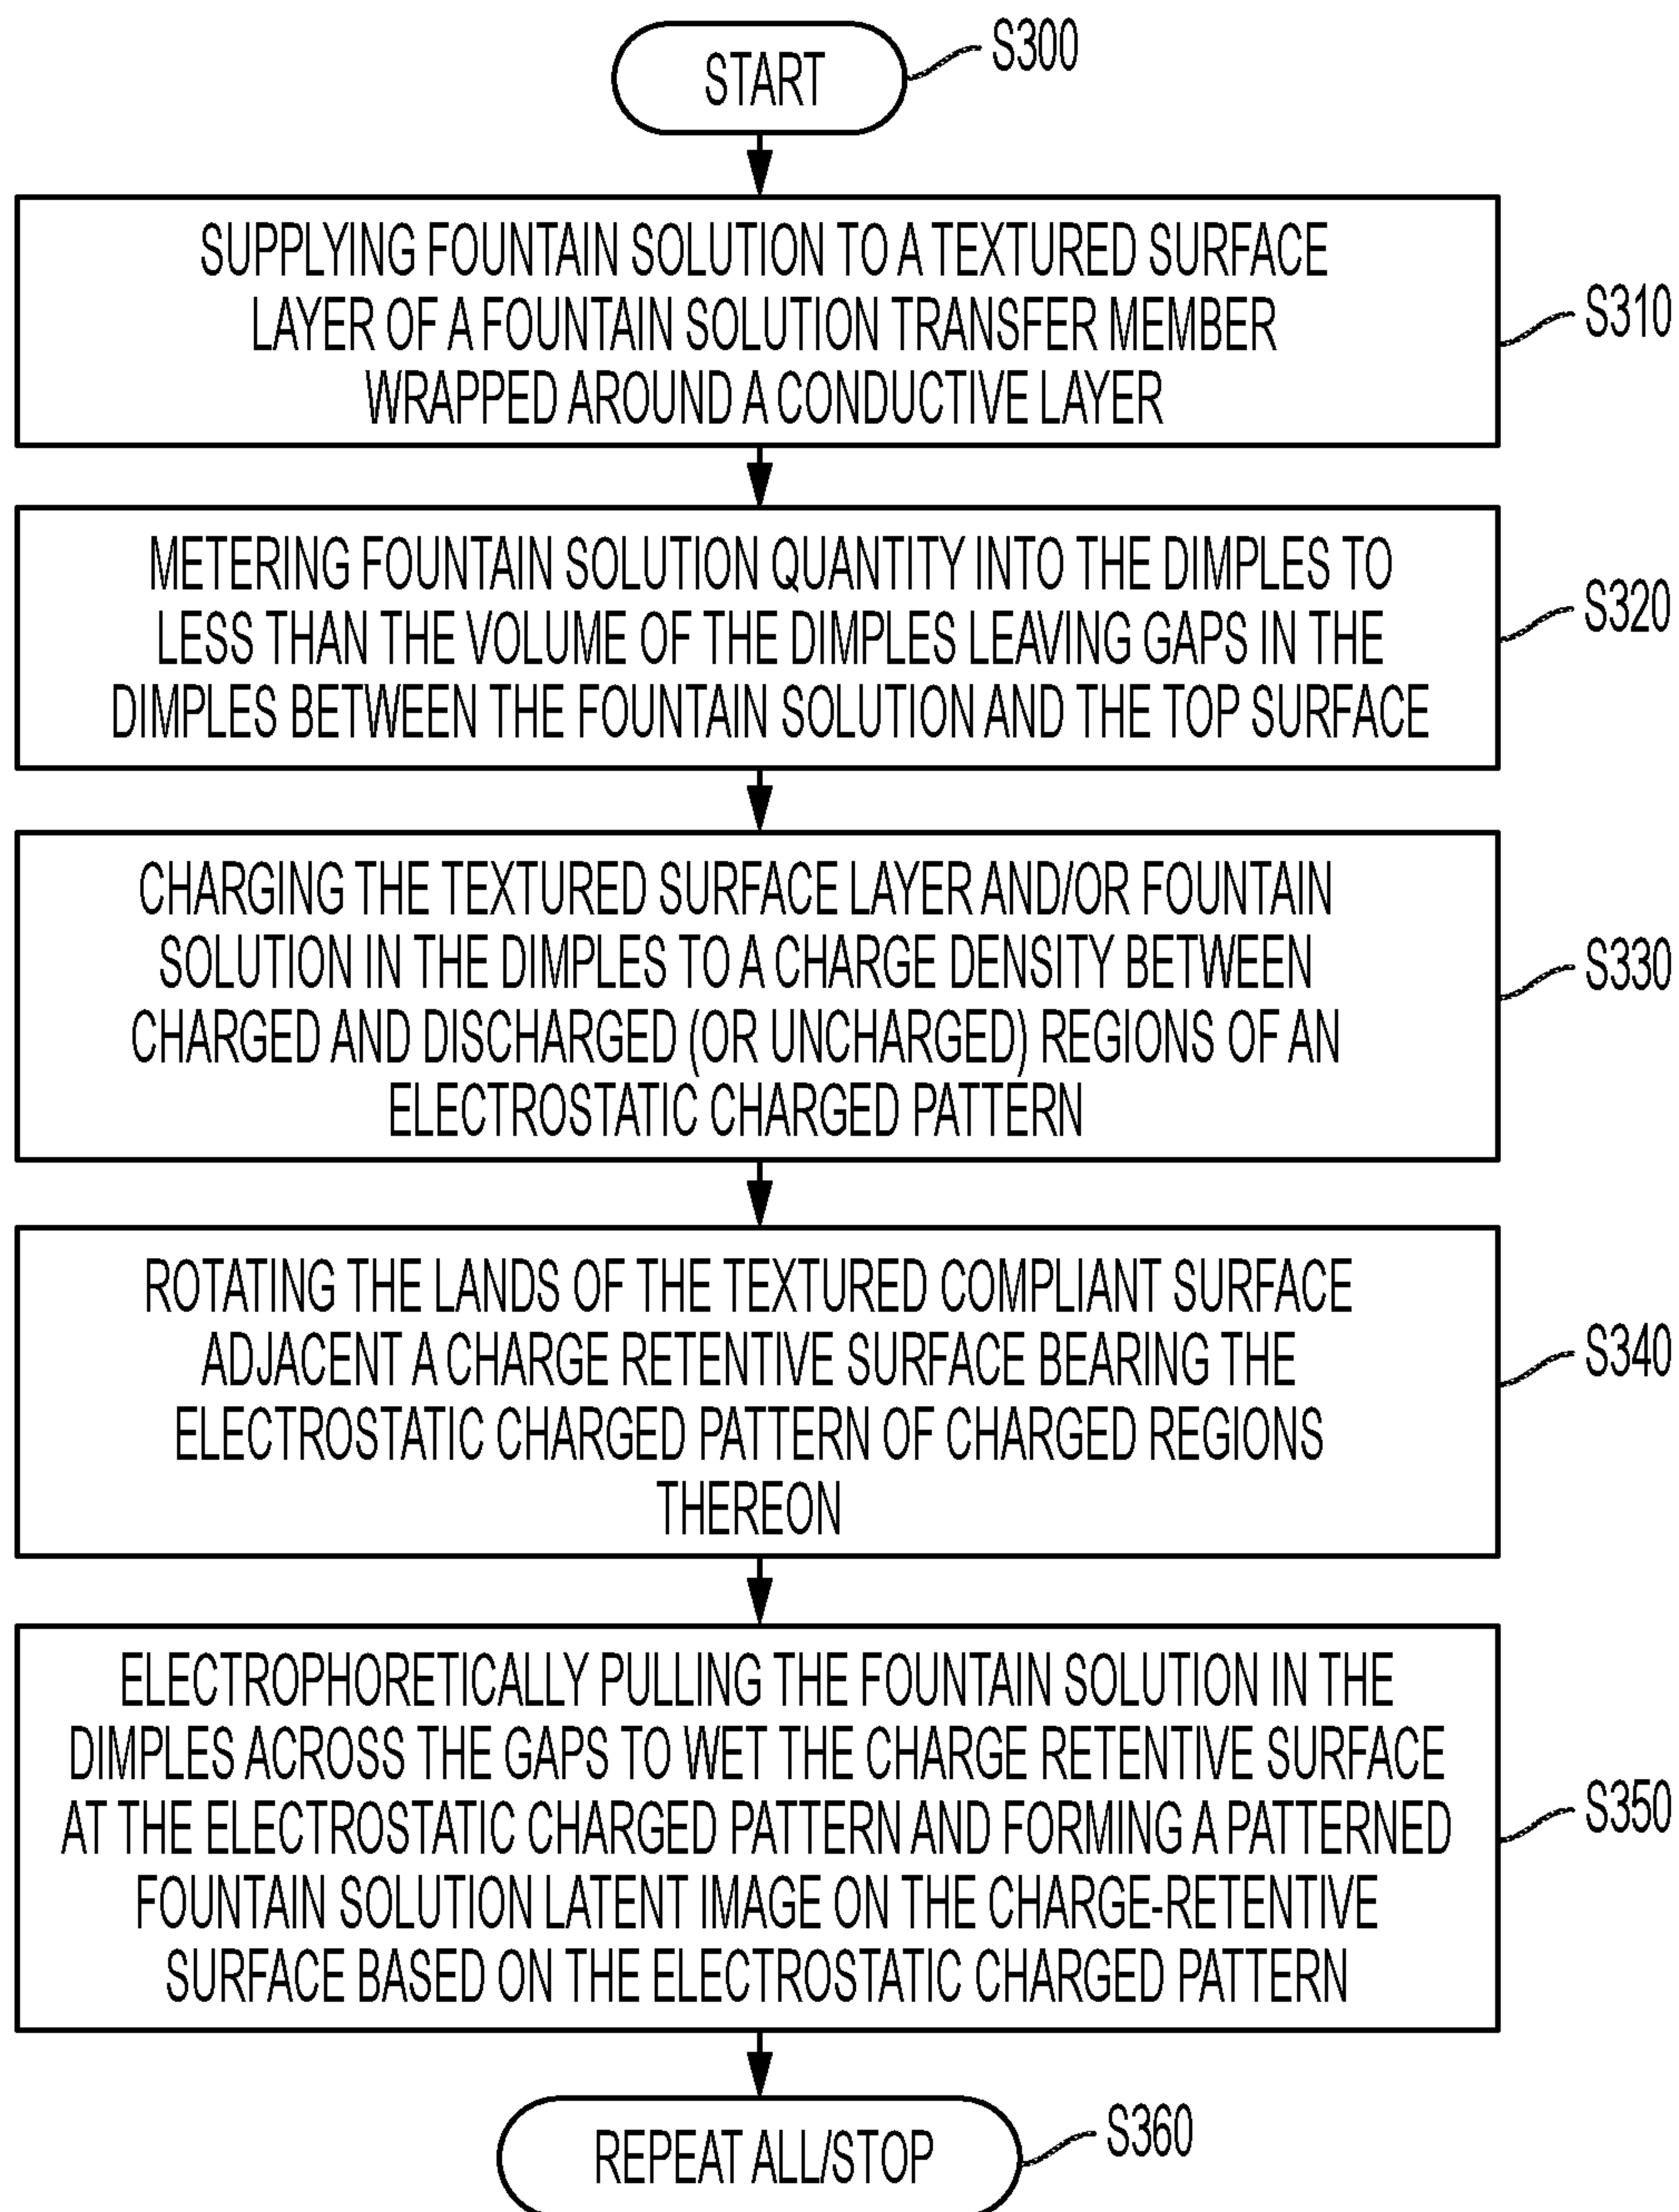 START
S300
SUPPLYING FOUNTAIN SOLUTION TO A TEXTURED SURFACE
LAYER OF A FOUNTAIN SOLUTION TRANSFER MEMBER
WRAPPED AROUND A CONDUCTIVE LAYER
S310
METERING FOUNTAIN SOLUTION QUANTITY INTO THE DIMPLES TO
LESS THAN THE VOLUME OF THE DIMPLES LEAVING GAPS IN THE
DIMPLES BETWEEN THE FOUNTAIN SOLUTION AND THE TOP SURFACE
S320
CHARGING THE TEXTURED SURFACE LAYER AND/OR FOUNTAIN
SOLUTION IN THE DIMPLES TO A CHARGE DENSITY BETWEEN
CHARGED AND DISCHARGED (OR UNCHARGED) REGIONS OF AN
ELECTROSTATIC CHARGED PATTERN
S330
ROTATING THE LANDS OF THE TEXTURED COMPLIANT SURFACE
ADJACENT A CHARGE RETENTIVE SURFACE BEARING THE
ELECTROSTATIC CHARGED PATTERN OF CHARGED REGIONS
THEREON
S340
ELECTROPHORETICALLY PULLING THE FOUNTAIN SOLUTION IN THE
DIMPLES ACROSS THE GAPS TO WET THE CHARGE RETENTIVE SURFACE
AT THE ELECTROSTATIC CHARGED PATTERN AND FORMING A PATTERNED
FOUNTAIN SOLUTION LATENT IMAGE ON THE CHARGE-RETENTIVE
SURFACE BASED ON THE ELECTROSTATIC CHARGED PATTERN
S350
REPEAT ALL/STOP
S360